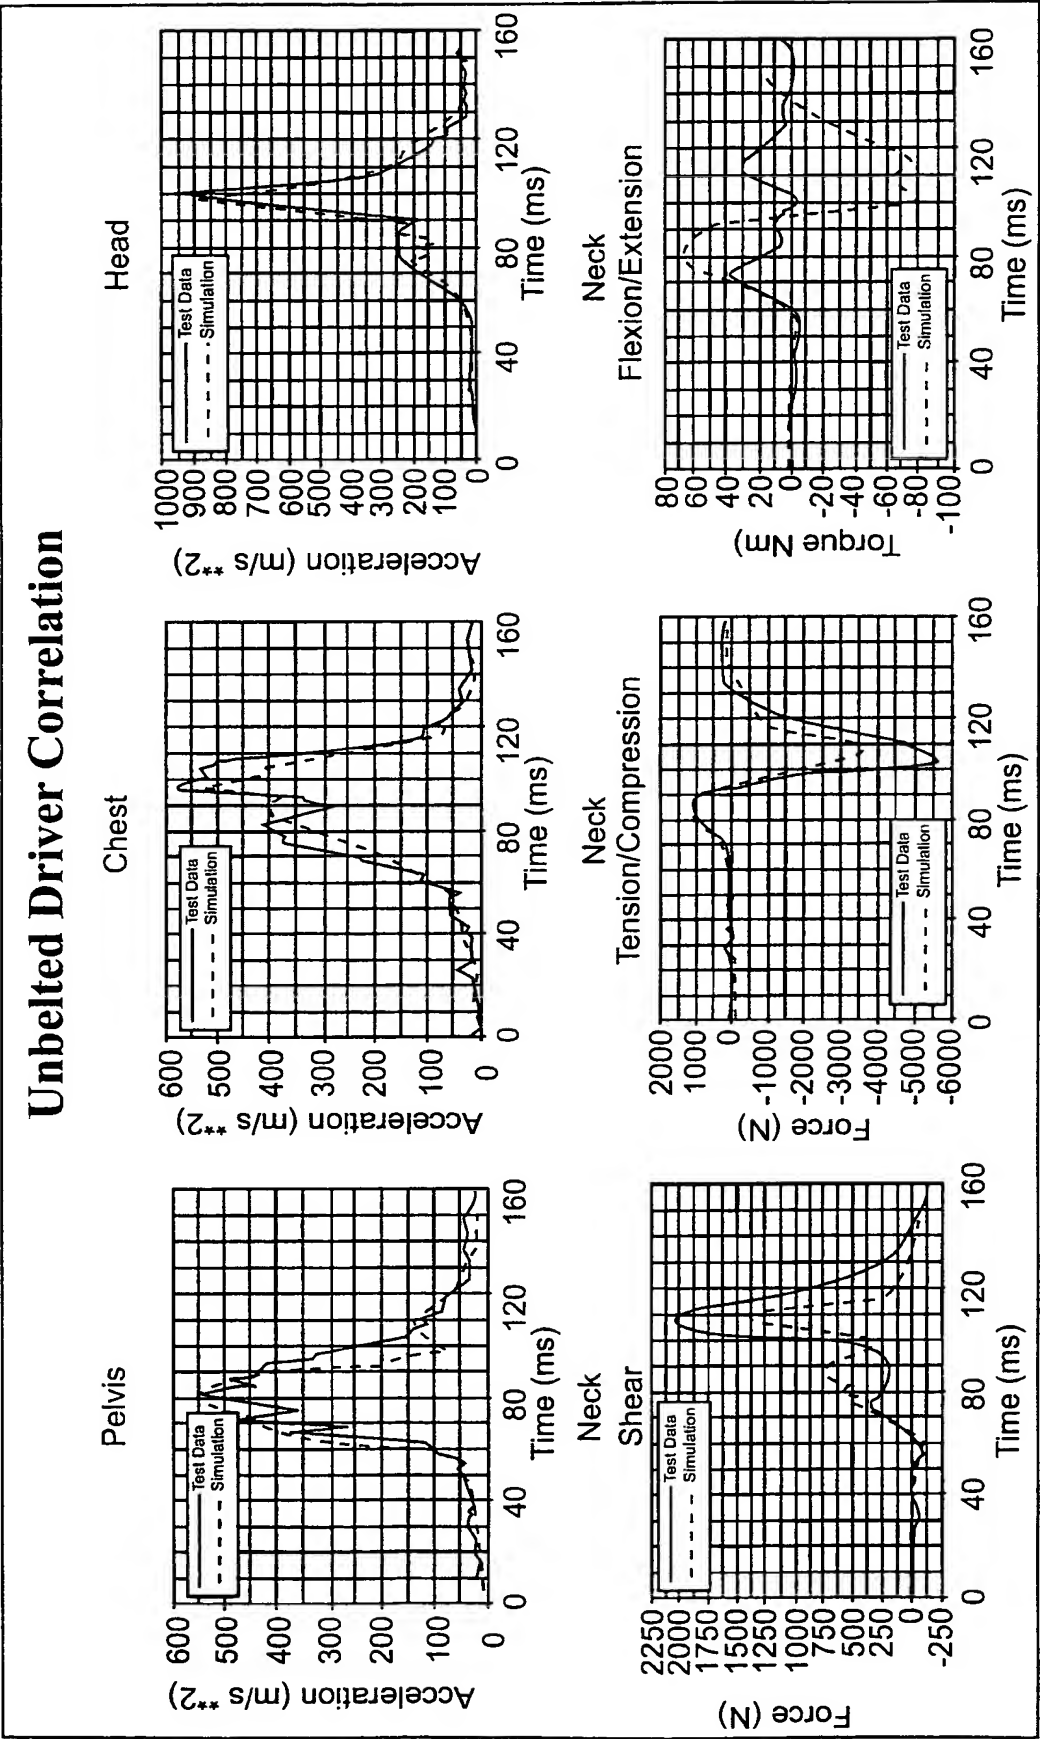 Unbelted Driver Correlation
Pelvis
Acceleration (m/s **2)
600
500
400
300
200
100
0
Test Data
Simulation
0 40 80 120 160
Time (ms)
Chest
Acceleration (m/s **2)
600
500
400
300
200
100
0
Test Data
Simulation
0 40 80 120 160
Time (ms)
Head
Acceleration (m/s **2)
1000
900
800
700
600
500
400
300
200
100
0
Test Data
Simulation
0 40 80 120 160
Time (ms)
Neck
Shear
Force (N)
2250
2000
1750
1500
1250
1000
750
500
250
0
-250
Test Data
Simulation
0 40 80 120 160
Time (ms)
Neck
Tension/Compression
Force (N)
2000
1000
0
-1000
-2000
-3000
-4000
-5000
-6000
Test Data
Simulation
0 40 80 120 160
Time (ms)
Neck
Flexion/Extension
Torque Nm)
80
60
40
20
0
-20
-40
-60
-80
-100
Test Data
Simulation
0 40 80 120 160
Time (ms)